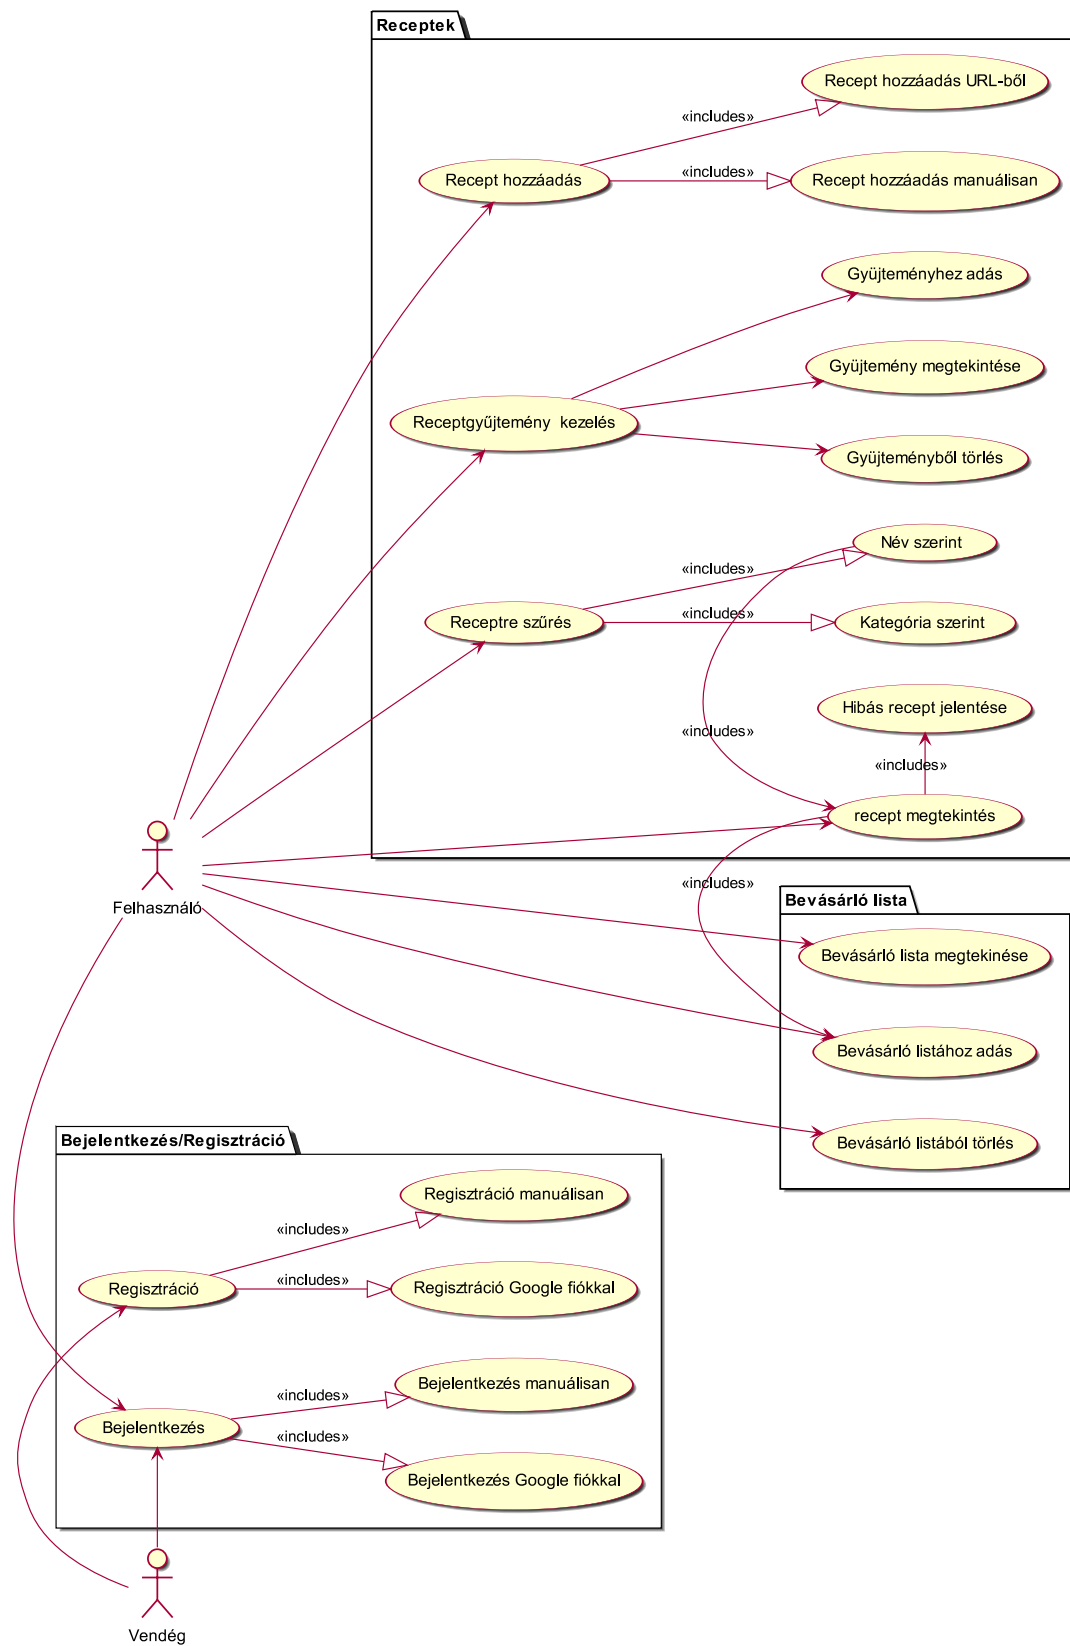 Receptek
Recept hozzáadás URL-ből
«includes»
Recept hozzáadás
«includes»
Recept hozzáadás manuálisan
Gyüjteményhez adás
Gyüjtemény megtekintése
Receptgyűjtemény  kezelés
Gyüjteményből törlés
Név szerint
«includes»
Receptre szűrés
«includes»
Kategória szerint
Hibás recept jelentése
«includes»
«includes»
recept megtekintés
Felhasználó
«includes»
Bevásárló lista
Bevásárló lista megtekinése
Bevásárló listához adás
Bevásárló listából törlés
Bejelentkezés/Regisztráció
Regisztráció manuálisan
«includes»
Regisztráció
«includes»
Regisztráció Google fiókkal
Bejelentkezés manuálisan
«includes»
Bejelentkezés
«includes»
Bejelentkezés Google fiókkal
Vendég